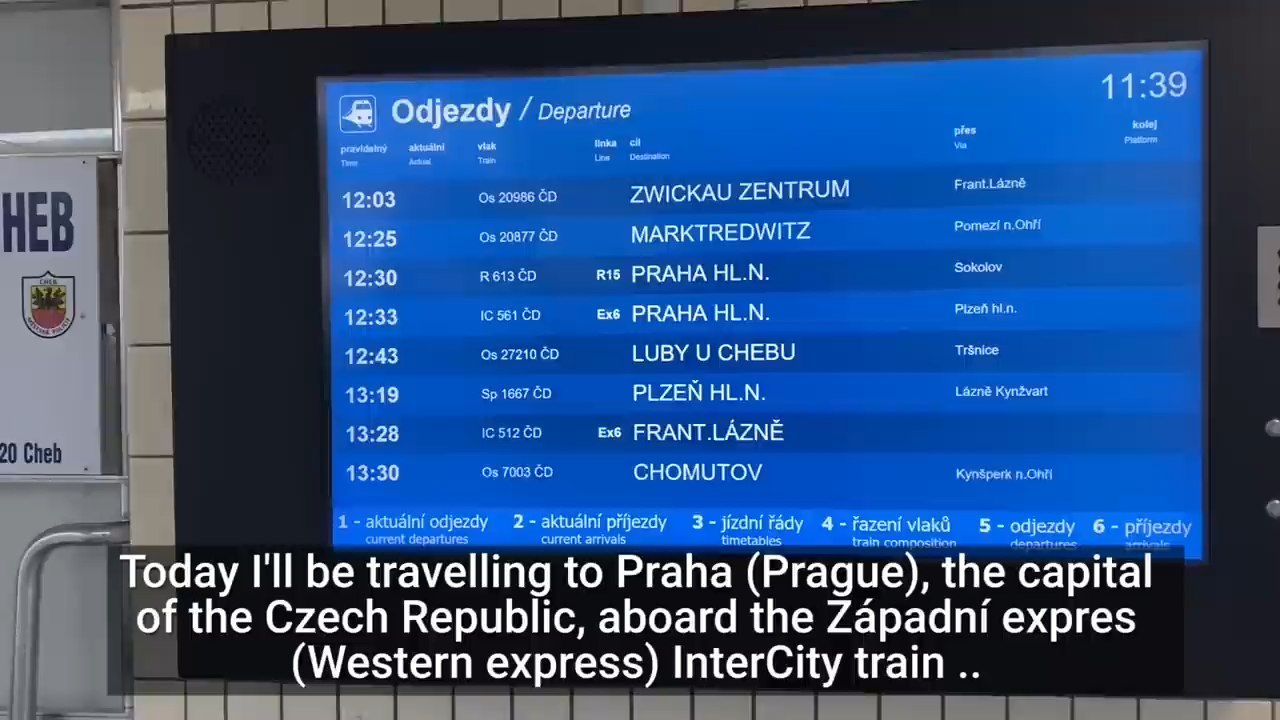 11:39
Odjezdy / Departure
pravidelný aktuální vlak linka cíl přes kolej
Time Actual Train Line Destination Via Platform
12:03 Os 20986 ČD ZWICKAU ZENTRUM Frant.Lázně
12:25 Os 20877 ČD MARKTREDWITZ Pomezí n.Ohří
12:30 R 613 ČD R15 PRAHA HL.N. Sokolov
12:33 IC 561 ČD Ex6 PRAHA HL.N. Plzeň hl.n.
12:43 Os 27210 ČD LUBY U CHEBU Tršnice
13:19 Sp 1667 ČD PLZEŇ HL.N. Lázně Kynžvart
13:28 IC 512 ČD Ex6 FRANT.LÁZNĚ
13:30 Os 7003 ČD CHOMUTOV Kynšperk n.Ohří
1 - aktuální odjezdy 2 - aktuální příjezdy 3 - jízdní řády 4 - řazení vlaků 5 - odjezdy 6 - příjezdy
current departures current arrivals timetables train composition departures arrivals
HEB
CHEB
20 Cheb
Today I'll be travelling to Praha (Prague), the capital
of the Czech Republic, aboard the Západní expres
(Western express) InterCity train ..